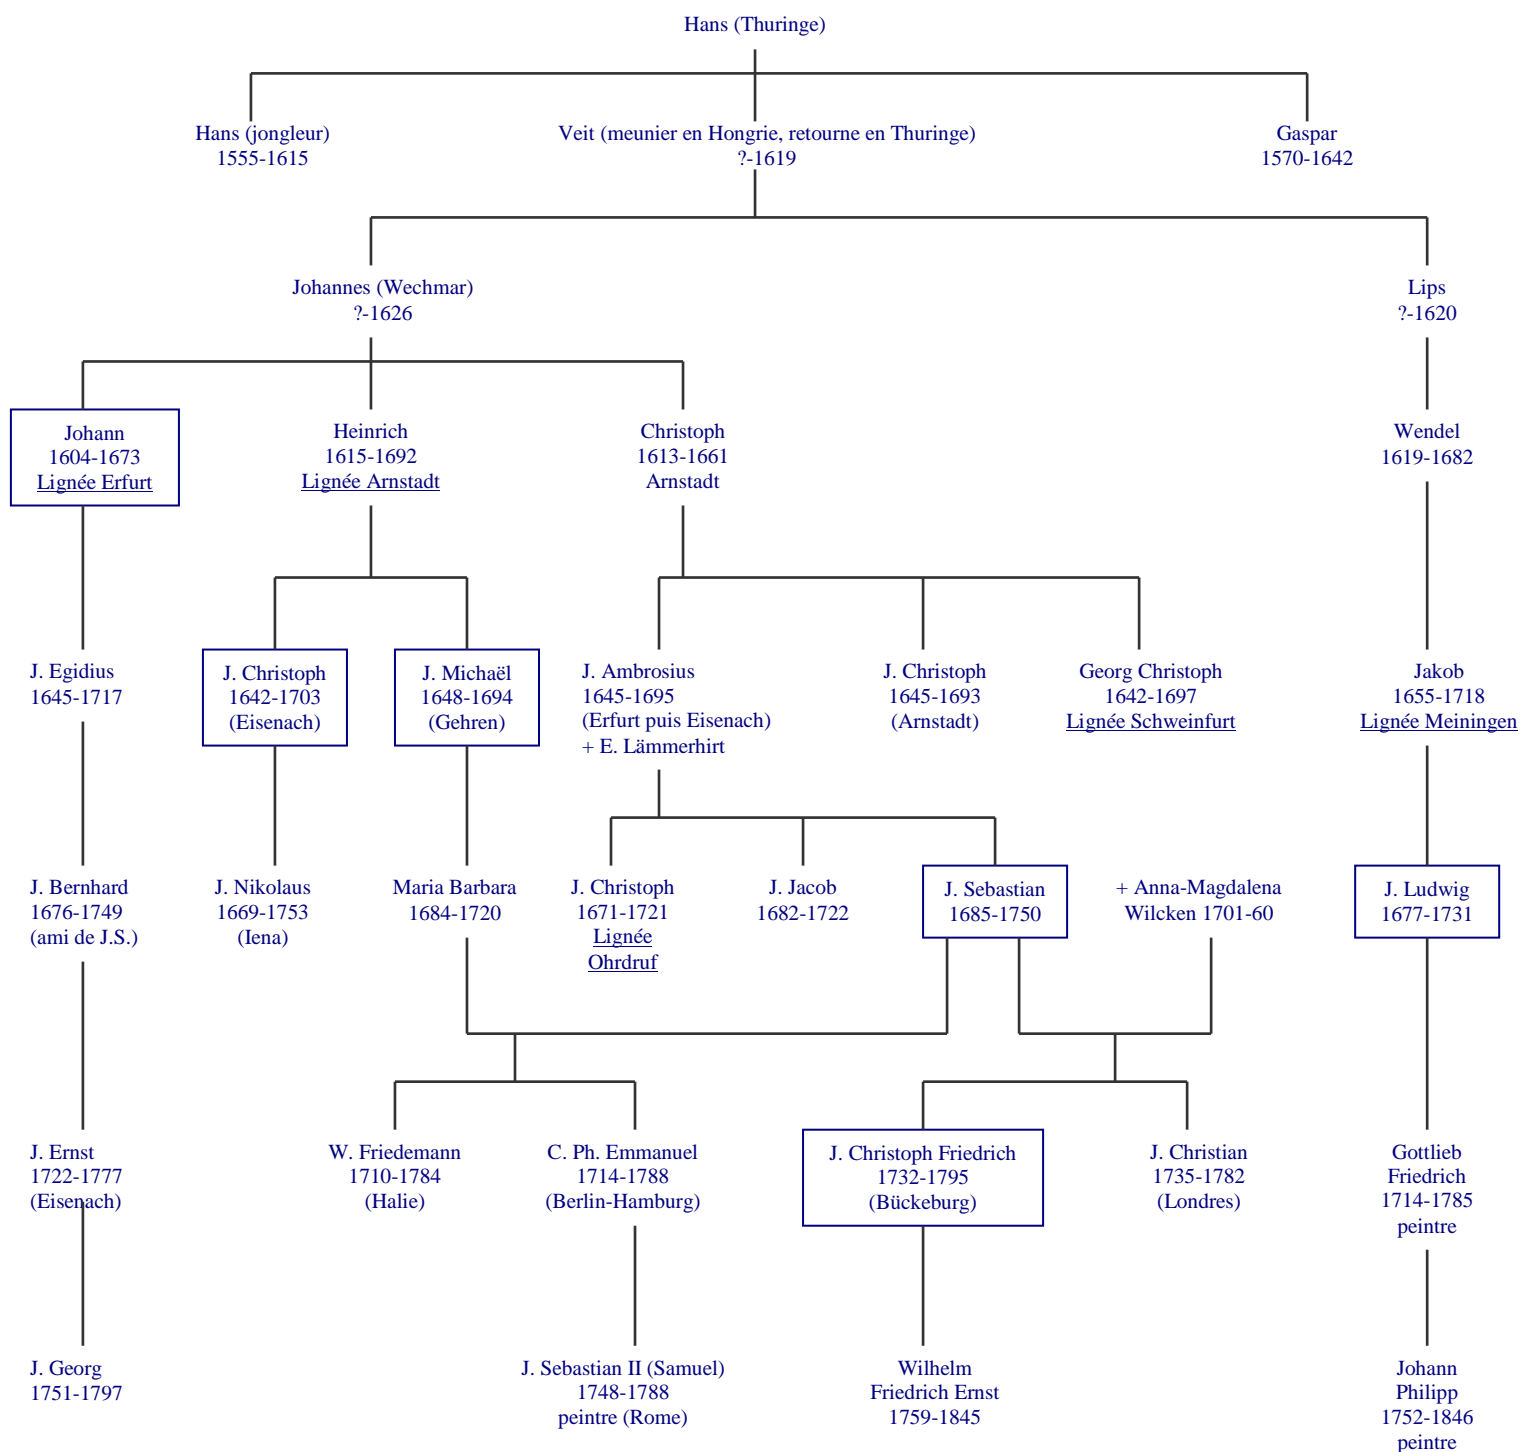 Hans (Thuringe)
Hans (jongleur)
1555-1615
Veit (meunier en Hongrie, retourne en Thuringe)
?-1619
Gaspar
1570-1642
Johannes (Wechmar)
?-1626
Lips
?-1620
Johann
1604-1673
Lignée Erfurt
Heinrich
1615-1692
Lignée Arnstadt
Christoph
1613-1661
Arnstadt
Wendel
1619-1682
J. Egidius
1645-1717
J. Christoph
1642-1703
(Eisenach)
J. Michaël
1648-1694
(Gehren)
J. Ambrosius
1645-1695
(Erfurt puis Eisenach)
+ E. Lämmerhirt
J. Christoph
1645-1693
(Arnstadt)
Georg Christoph
1642-1697
Lignée Schweinfurt
Jakob
1655-1718
Lignée Meiningen
J. Bernhard
1676-1749
(ami de J.S.)
J. Nikolaus
1669-1753
(Iena)
Maria Barbara
1684-1720
J. Christoph
1671-1721
Lignée
Ohrdruf
J. Jacob
1682-1722
J. Sebastian
1685-1750
+ Anna-Magdalena
Wilcken 1701-60
J. Ludwig
1677-1731
J. Ernst
1722-1777
(Eisenach)
W. Friedemann
1710-1784
(Halie)
C. Ph. Emmanuel
1714-1788
(Berlin-Hamburg)
J. Christoph Friedrich
1732-1795
(Bückeburg)
J. Christian
1735-1782
(Londres)
Gottlieb
Friedrich
1714-1785
peintre
J. Georg
1751-1797
J. Sebastian II (Samuel)
1748-1788
peintre (Rome)
Wilhelm
Friedrich Ernst
1759-1845
Johann
Philipp
1752-1846
peintre